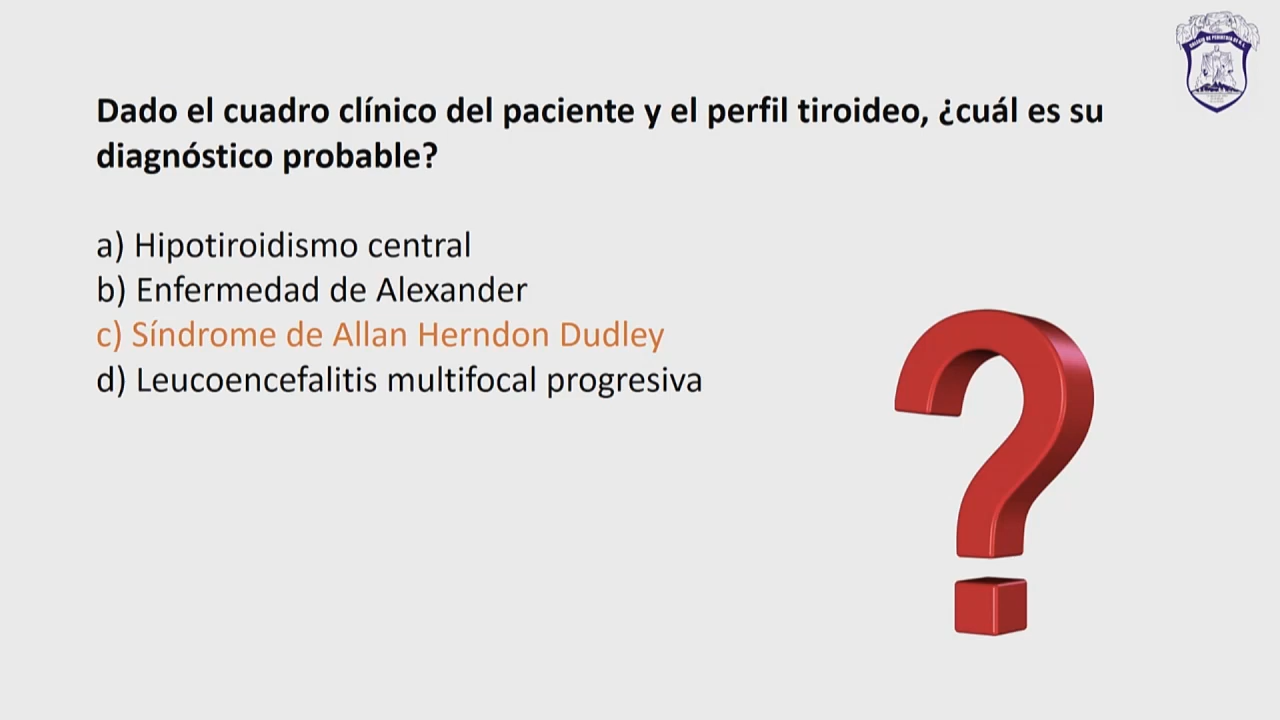 Dado el cuadro clínico del paciente y el perfil tiroideo, ¿cuál es su
diagnóstico probable?
a) Hipotiroidismo central
b) Enfermedad de Alexander
c) Síndrome de Allan Herndon Dudley
d) Leucoencefalitis multifocal progresiva